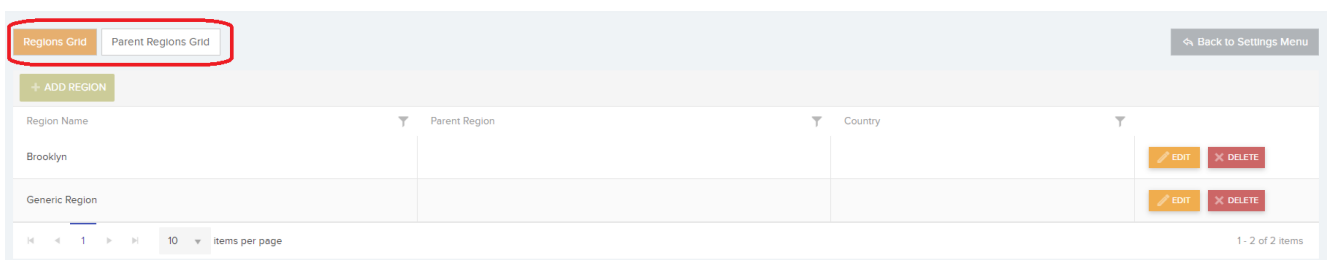 Regions Grid Parent Regions Grid Back to Settings Menu
+ ADD REGION
Region Name Parent Region Country
Brooklyn EDIT DELETE
Generic Region EDIT DELETE
1 10 items per page 1 - 2 of 2 items